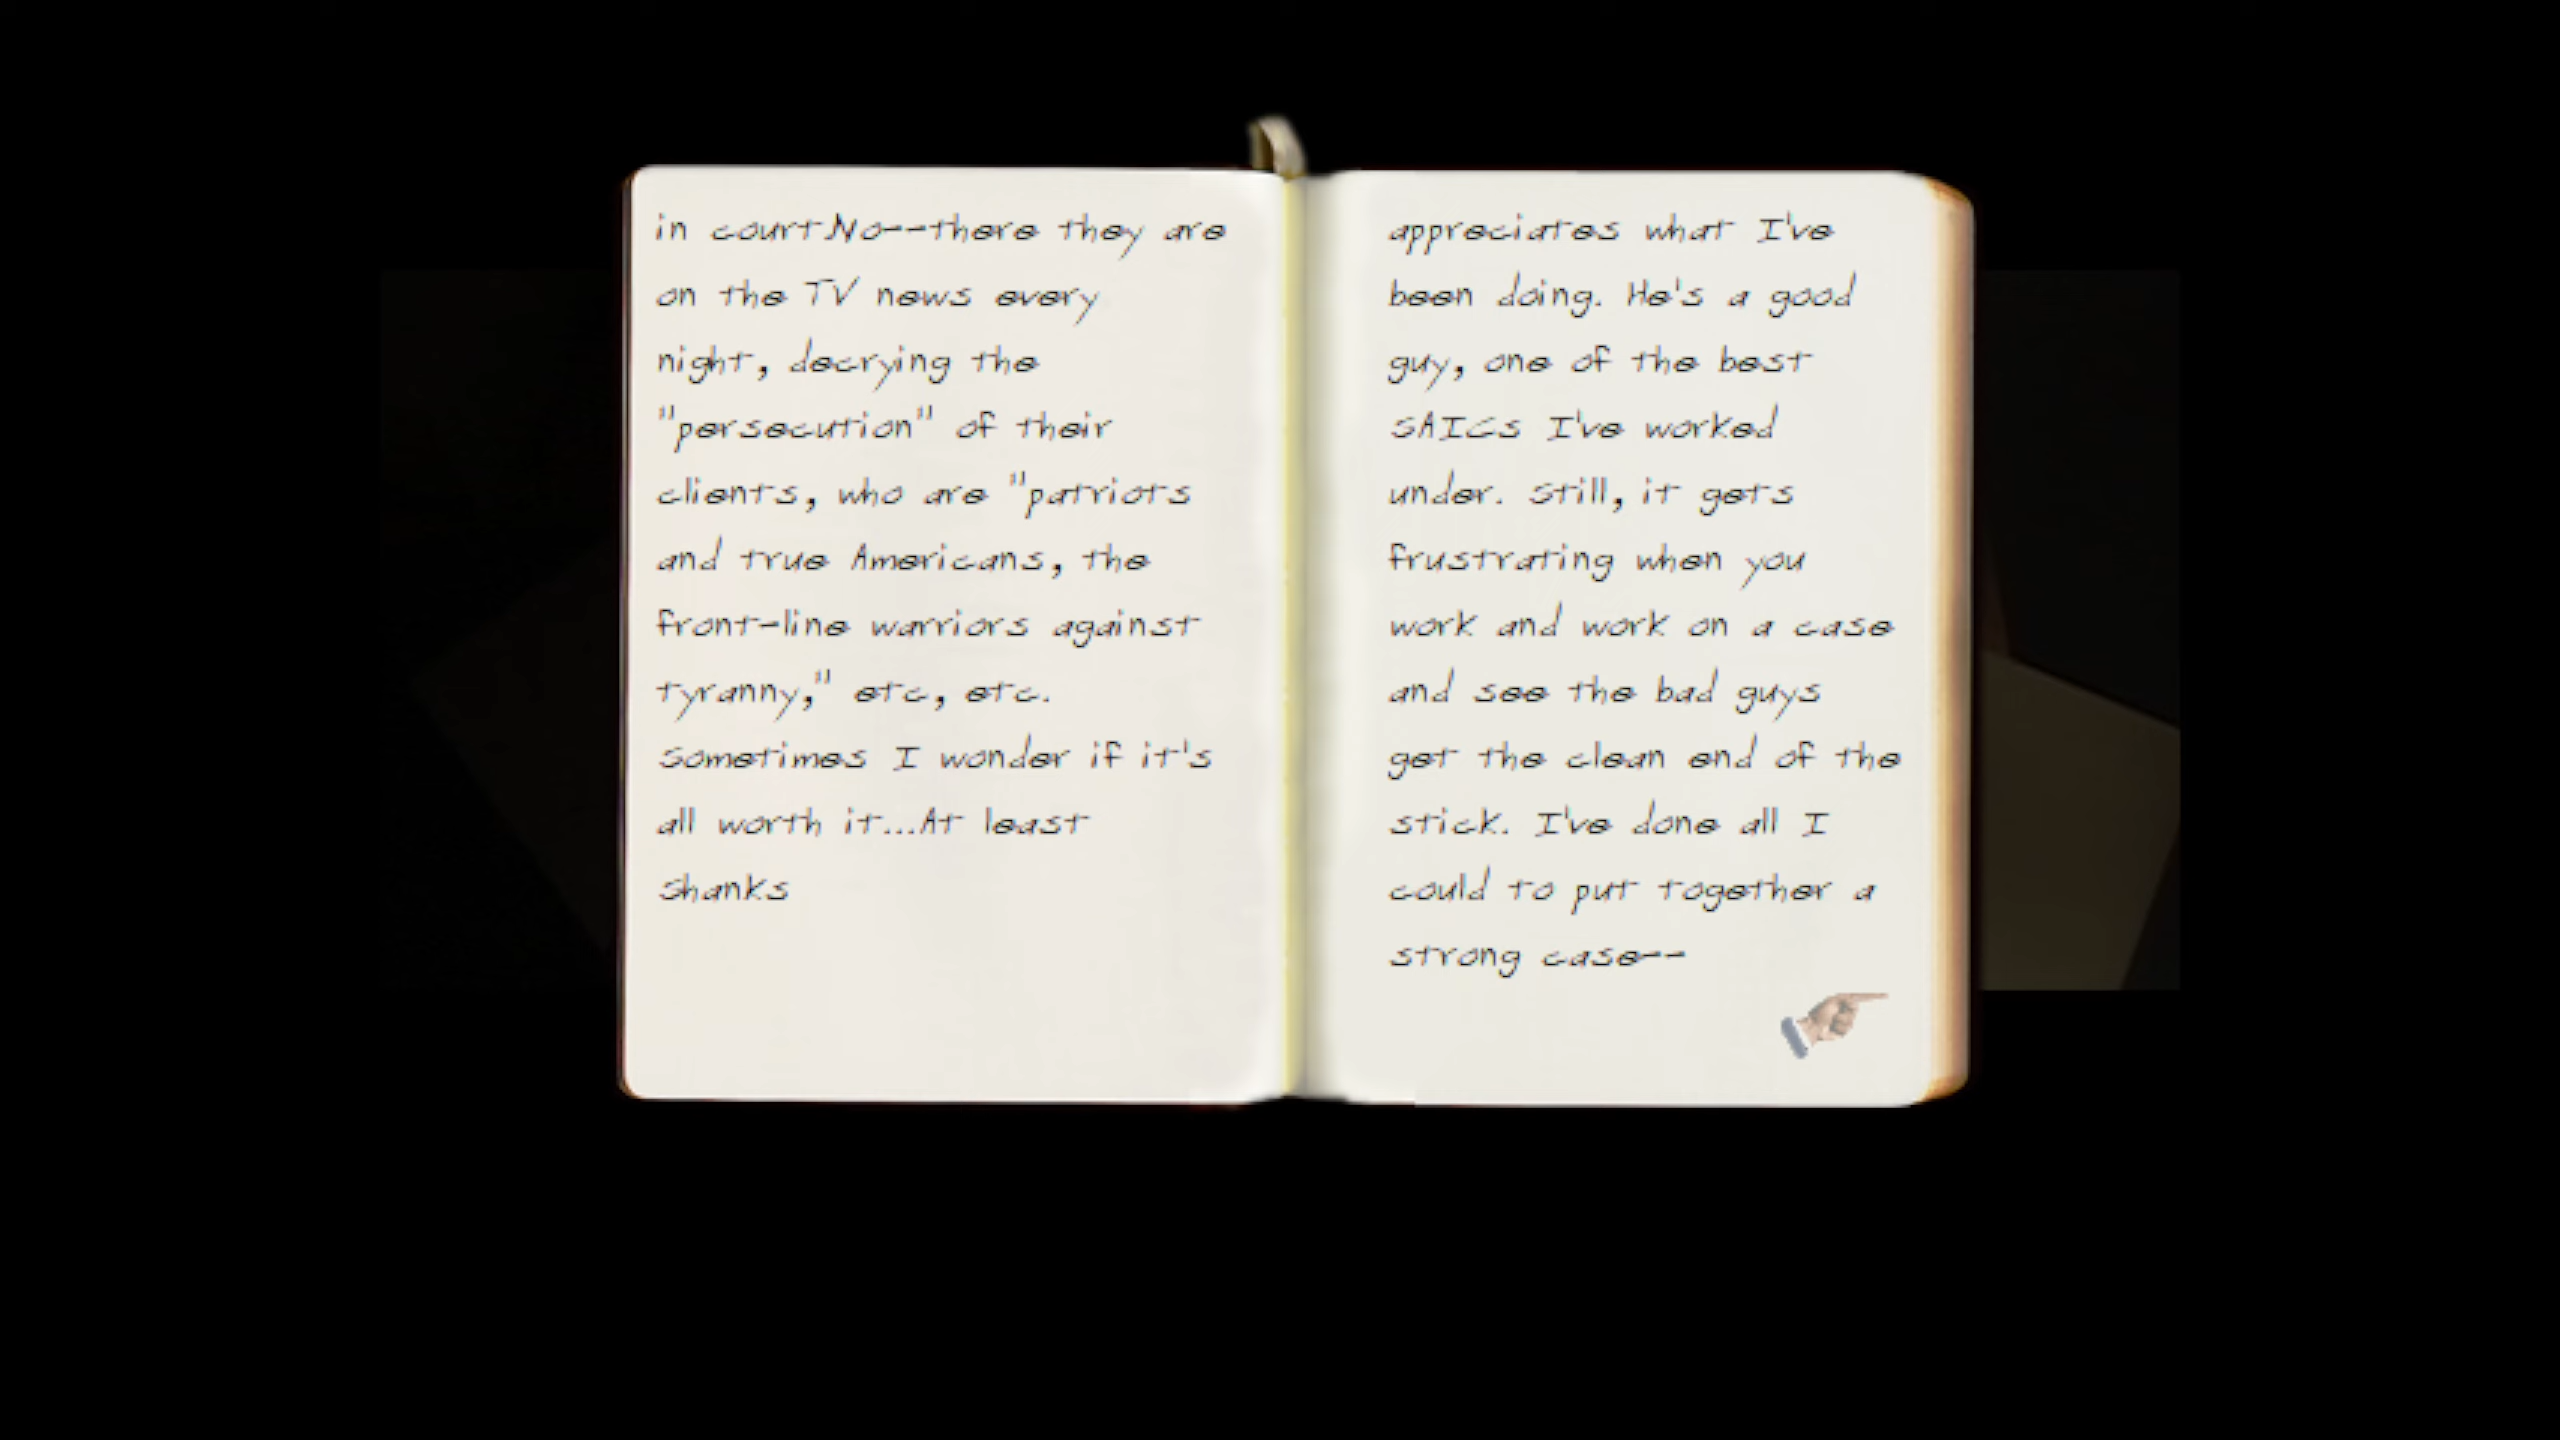 in court.No--there they are
on the TV news every
night, decrying the
"persecution" of their
clients, who are "patriots
and true Americans, the
front-line warriors against
tyranny," etc, etc.
Sometimes I wonder if it's
all worth it...At least
Shanks
appreciates what I've
been doing. He's a good
guy, one of the best
SAICs I've worked
under. Still, it gets
frustrating when you
work and work on a case
and see the bad guys
get the clean end of the
stick. I've done all I
could to put together a
strong case--